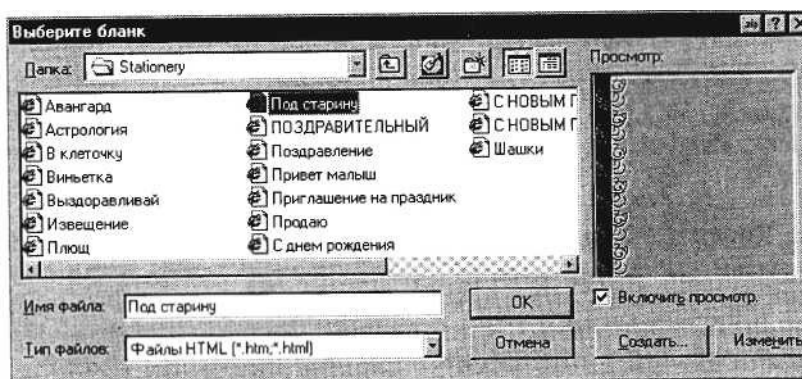 Выберите бланк
Папка: Stationery
Просмотр:
Авангард
Астрология
В клеточку
Виньетка
Выздоравливай
Извещение
Плющ
Под старину
ПОЗДРАВИТЕЛЬНЫЙ
Поздравление
Привет малыш
Приглашение на праздник
Продаю
С днем рождения
С НОВЫМ Г
С НОВЫМ Г
Шашки
Имя файла: Под старину
OK
Включить просмотр.
Тип файлов: Файлы HTML (*.htm,*.html)
Отмена
Создать...
Изменить